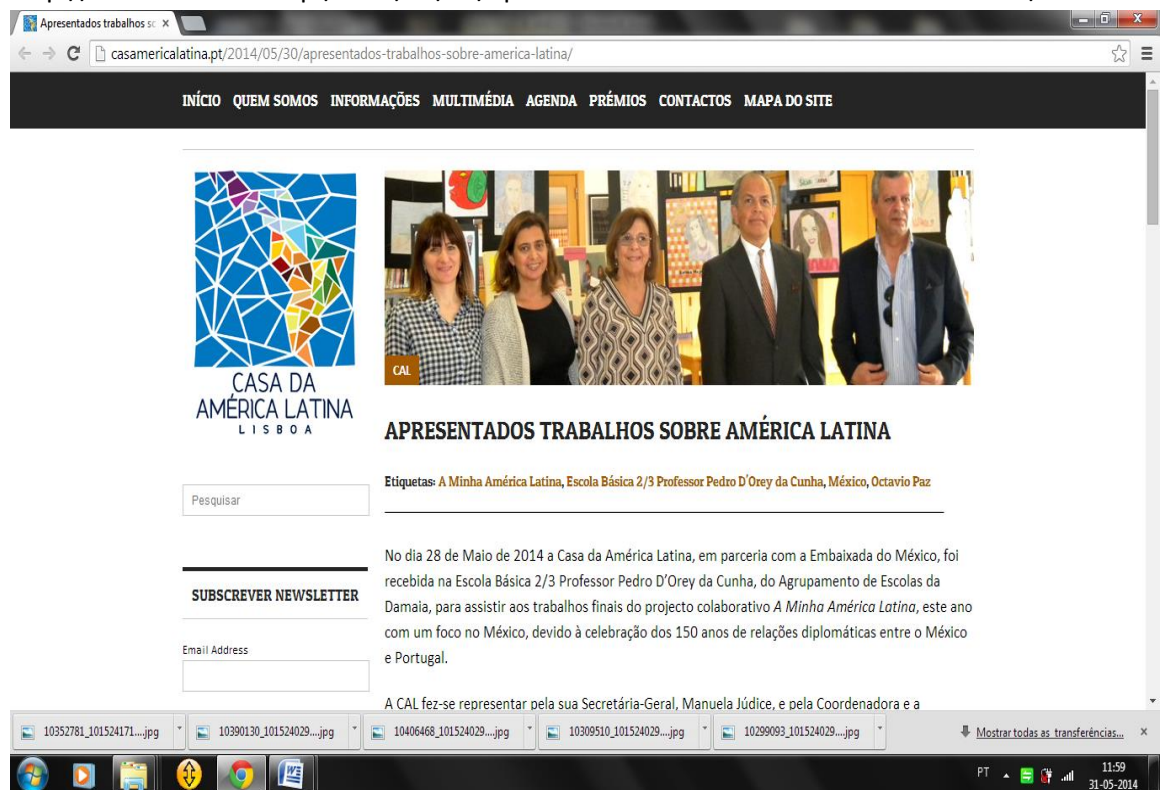 Apresentados trabalhos sc
casamericalatina.pt/2014/05/30/apresentados-trabalhos-sobre-america-latina/
INÍCIO QUEM SOMOS INFORMAÇÕES MULTIMÉDIA AGENDA PRÉMIOS CONTACTOS MAPA DO SITE
CASA DA
AMÉRICA LATINA
LISBOA
CAL
APRESENTADOS TRABALHOS SOBRE AMÉRICA LATINA
Etiquetas: A Minha América Latina, Escola Básica 2/3 Professor Pedro D'Orey da Cunha, México, Octavio Paz
Pesquisar
SUBSCREVER NEWSLETTER
Email Address
No dia 28 de Maio de 2014 a Casa da América Latina, em parceria com a Embaixada do México, foi
recebida na Escola Básica 2/3 Professor Pedro D'Orey da Cunha, do Agrupamento de Escolas da
Damaia, para assistir aos trabalhos finais do projecto colaborativo A Minha América Latina, este ano
com um foco no México, devido à celebração dos 150 anos de relações diplomáticas entre o México
e Portugal.
A CAL fez-se representar pela sua Secretária-Geral, Manuela Júdice, e pela Coordenadora e a
10352781_101524171....jpg 10390130_101524029....jpg 10406468_101524029....jpg 10309510_101524029....jpg 10299093_101524029....jpg Mostrar todas as transferências...
PT 11:59
31-05-2014